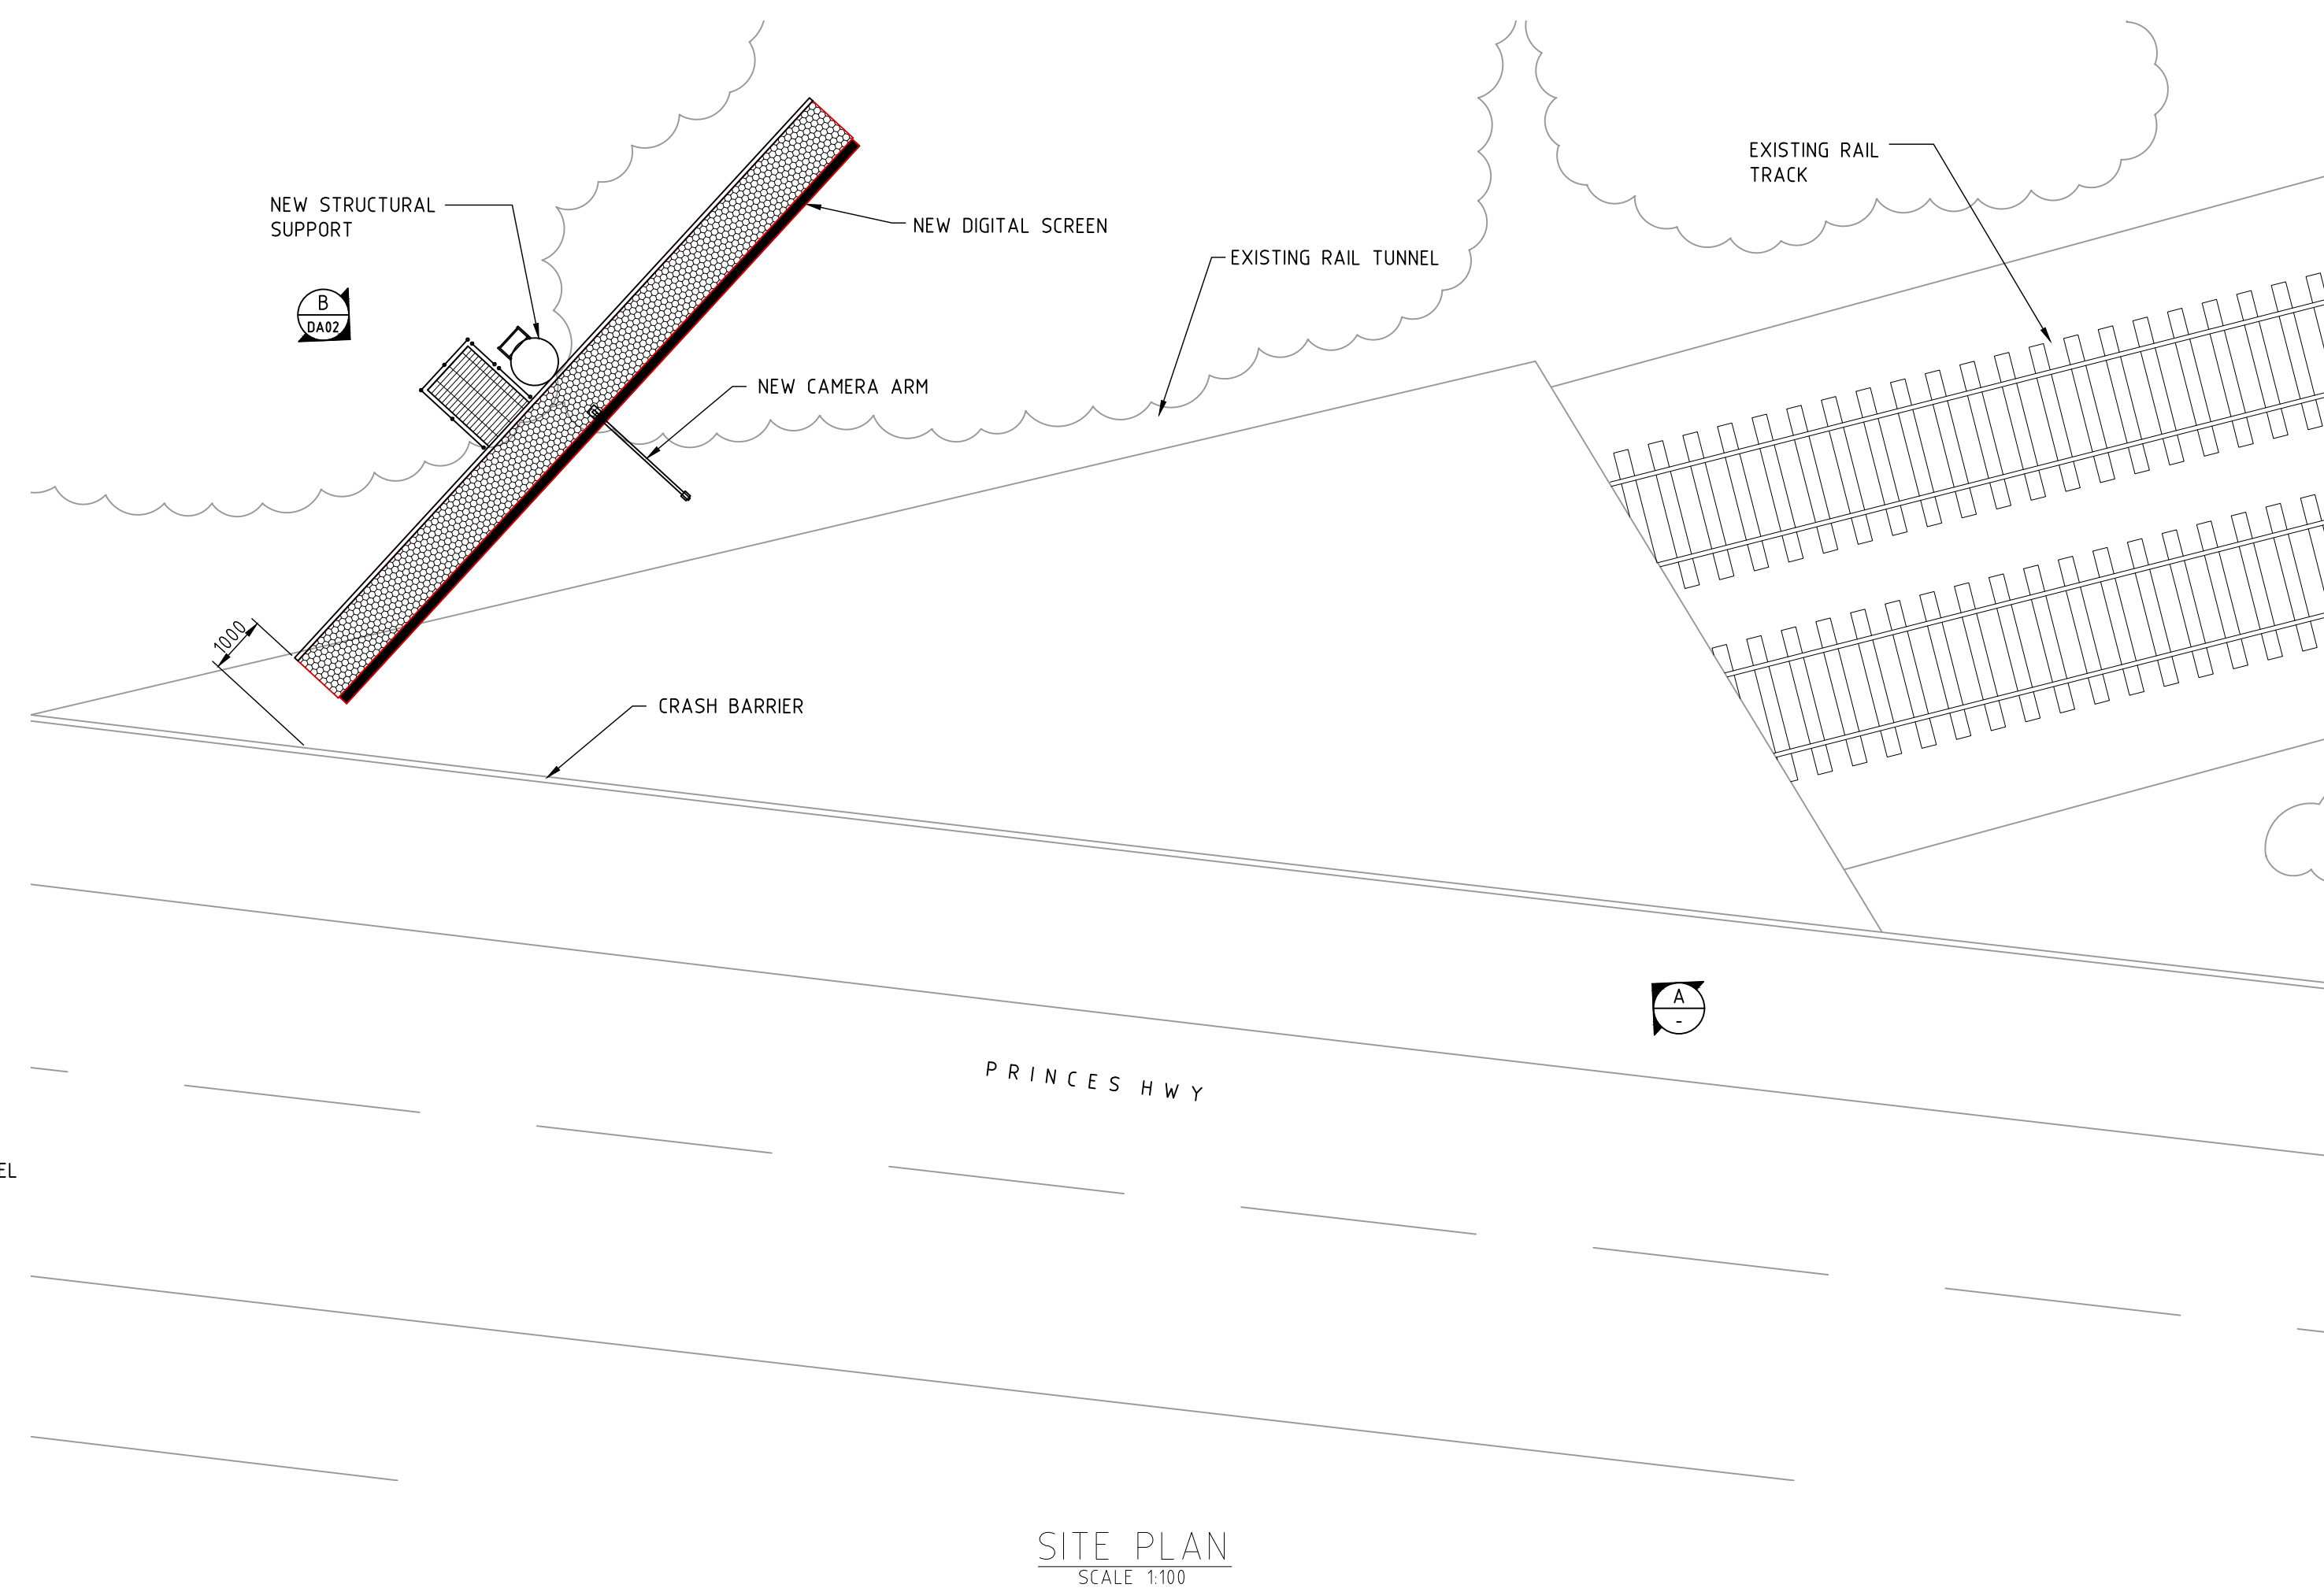 EXISTING RAIL
TRACK
NEW STRUCTURAL
SUPPORT
NEW DIGITAL SCREEN
EXISTING RAIL TUNNEL
B
DA02
NEW CAMERA ARM
1000
CRASH BARRIER
A
-
PRINCES HWY
EL
SITE PLAN
SCALE 1:100